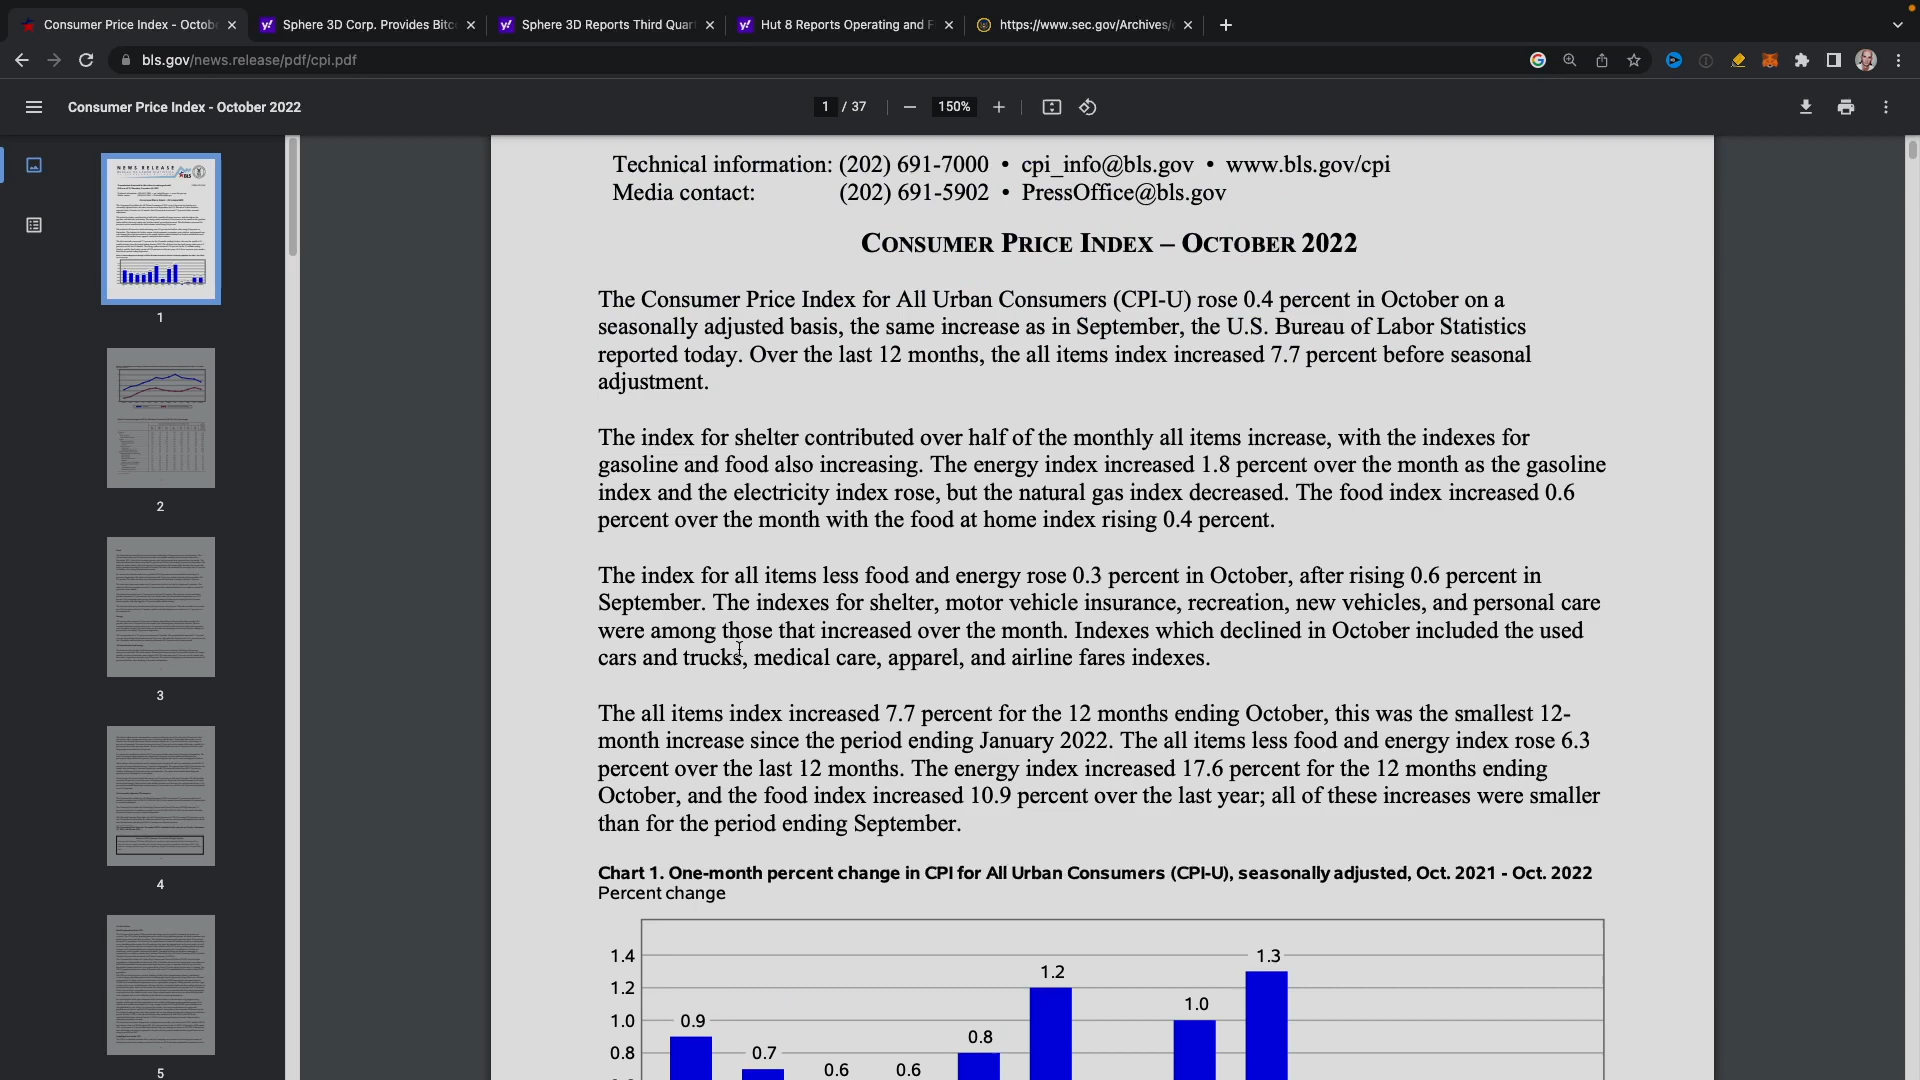 Consumer Price Index - Octob
Sphere 3D Corp. Provides Bitc
Sphere 3D Reports Third Quar
Hut 8 Reports Operating and F
https://www.sec.gov/Archives/
bls.gov/news.release/pdf/cpi.pdf
Consumer Price Index - October 2022
1 / 37
150%
NEWS RELEASE
1
2
3
4
5
Technical information: (202) 691-7000 • cpi_info@bls.gov • www.bls.gov/cpi
Media contact: (202) 691-5902 • PressOffice@bls.gov
CONSUMER PRICE INDEX – OCTOBER 2022
The Consumer Price Index for All Urban Consumers (CPI-U) rose 0.4 percent in October on a
seasonally adjusted basis, the same increase as in September, the U.S. Bureau of Labor Statistics
reported today. Over the last 12 months, the all items index increased 7.7 percent before seasonal
adjustment.
The index for shelter contributed over half of the monthly all items increase, with the indexes for
gasoline and food also increasing. The energy index increased 1.8 percent over the month as the gasoline
index and the electricity index rose, but the natural gas index decreased. The food index increased 0.6
percent over the month with the food at home index rising 0.4 percent.
The index for all items less food and energy rose 0.3 percent in October, after rising 0.6 percent in
September. The indexes for shelter, motor vehicle insurance, recreation, new vehicles, and personal care
were among those that increased over the month. Indexes which declined in October included the used
cars and trucks, medical care, apparel, and airline fares indexes.
The all items index increased 7.7 percent for the 12 months ending October, this was the smallest 12-
month increase since the period ending January 2022. The all items less food and energy index rose 6.3
percent over the last 12 months. The energy index increased 17.6 percent for the 12 months ending
October, and the food index increased 10.9 percent over the last year; all of these increases were smaller
than for the period ending September.
Chart 1. One-month percent change in CPI for All Urban Consumers (CPI-U), seasonally adjusted, Oct. 2021 - Oct. 2022
Percent change
1.4
1.2
1.0
0.8
0.9
0.7
0.6
0.6
0.8
1.2
1.0
1.3